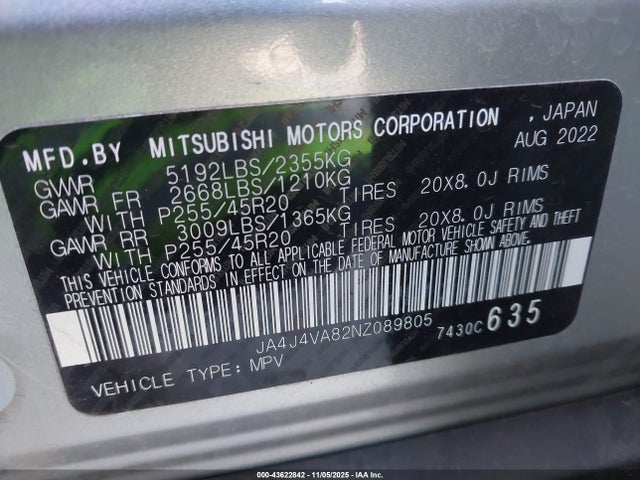 MFD.BY MITSUBISHI MOTORS CORPORATION , JAPAN
AUG 2022
GVWR 5192LBS/2355KG
GAWR FR 2668LBS/1210KG
WITH P255/45R20 TIRES 20X8.0J RIMS
GAWR RR 3009LBS/1365KG
WITH P255/45R20 TIRES 20X8.0J RIMS
THIS VEHICLE CONFORMS TO ALL APPLICABLE FEDERAL MOTOR VEHICLE SAFETY AND THEFT
PREVENTION STANDARDS IN EFFECT ON THE DATE OF MANUFACTURE SHOWN ABOVE.
JA4J4VA82NZ089805 7430C 635
VEHICLE TYPE: MPV
000-43622842 - 11/05/2025 - IAA Inc.